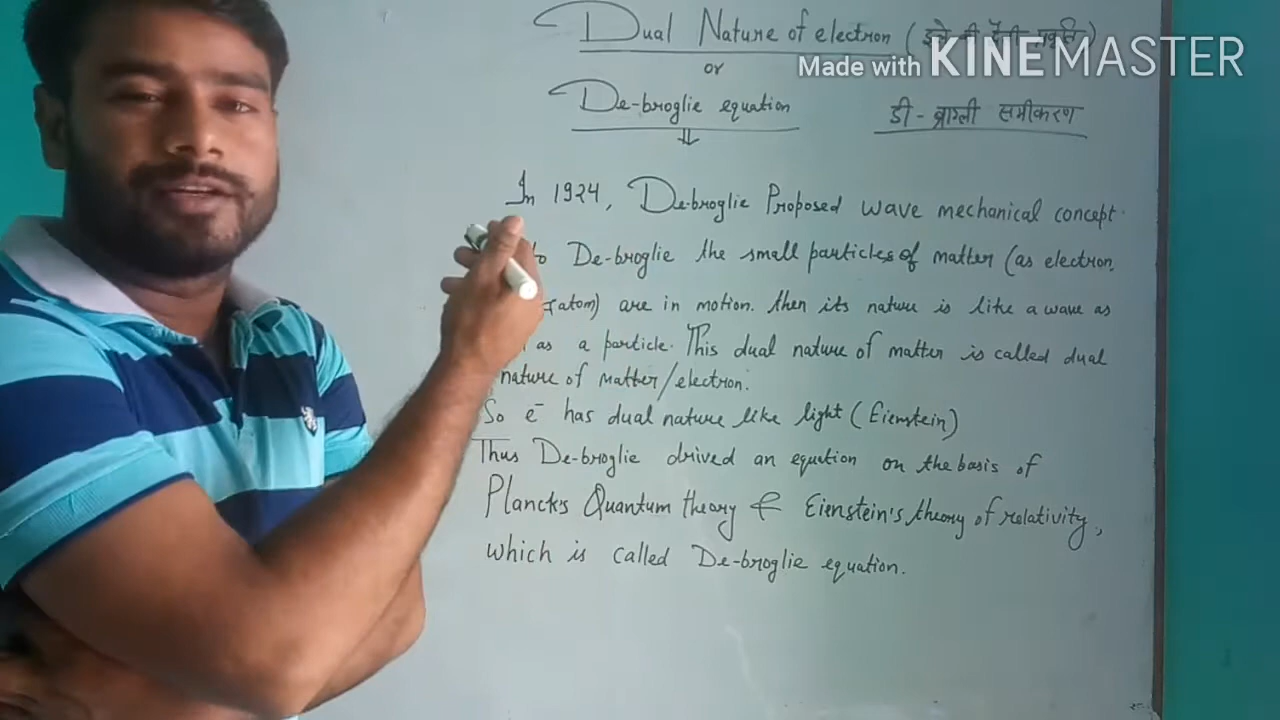 Dual Nature of electron (
Made with KINEMASTER
or
De-broglie equation डी - ब्राग्ली समीकरण
In 1924, De-broglie Proposed wave mechanical concept.
to De-broglie the small particles of matter (as electron,
atom) are in motion. then its nature is like a wave as
as a particle. This dual nature of matter is called dual
nature of matter/electron.
So e⁻ has dual nature like light (Eienstein)
Thus De-broglie drived an eqution on the basis of
Planck's Quantum theory & Eienstein's theory of relativity,
which is called De-broglie equation.